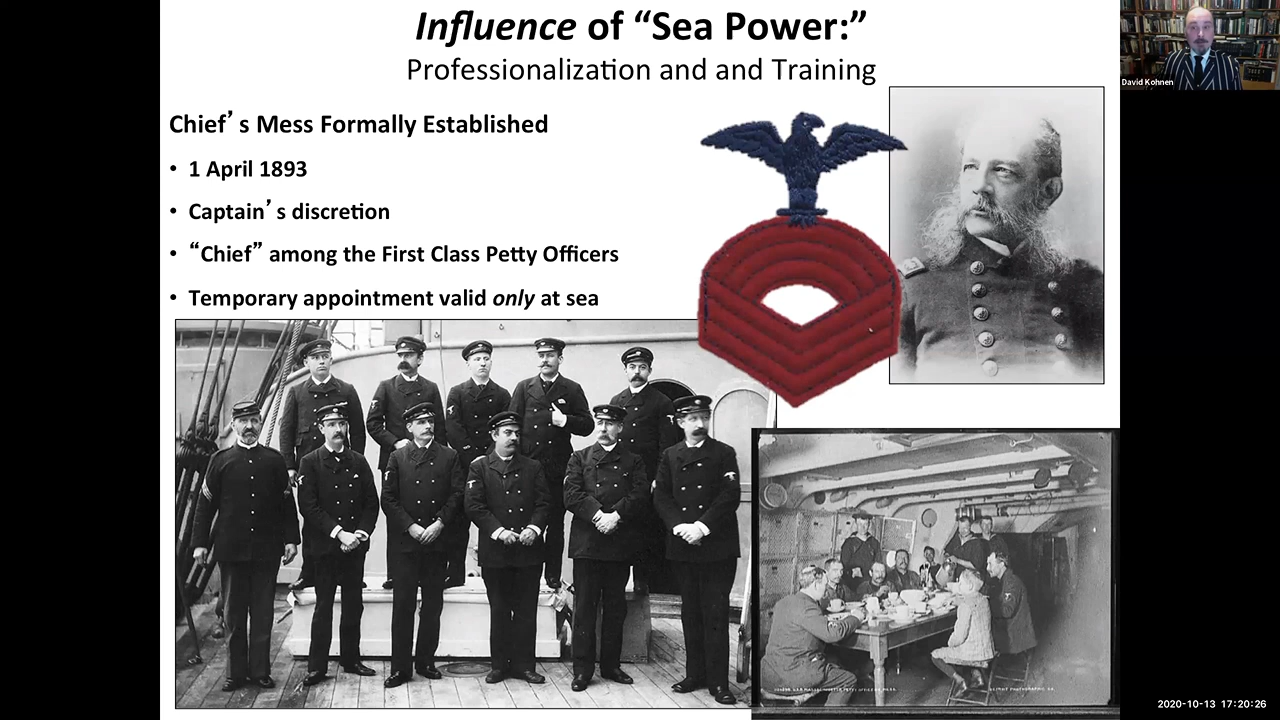 Influence of “Sea Power:”
Professionalization and and Training
David Kohnen
Chief’s Mess Formally Established
• 1 April 1893
• Captain’s discretion
• “Chief” among the First Class Petty Officers
• Temporary appointment valid only at sea
2020-10-13 17:20:26